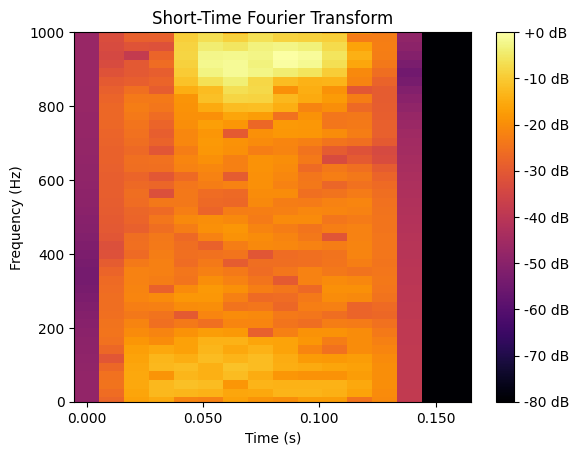 Short-Time Fourier Transform
Frequency (Hz)
1000
800
600
400
200
0
0.000
0.050
0.100
0.150
Time (s)
+0 dB
-10 dB
-20 dB
-30 dB
-40 dB
-50 dB
-60 dB
-70 dB
-80 dB